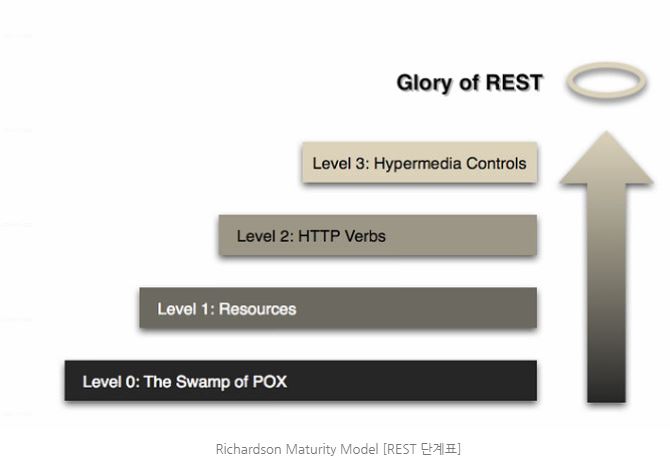 Glory of REST
Level 3: Hypermedia Controls
Level 2: HTTP Verbs
Level 1: Resources
Level 0: The Swamp of POX
Richardson Maturity Model [REST 단계표]